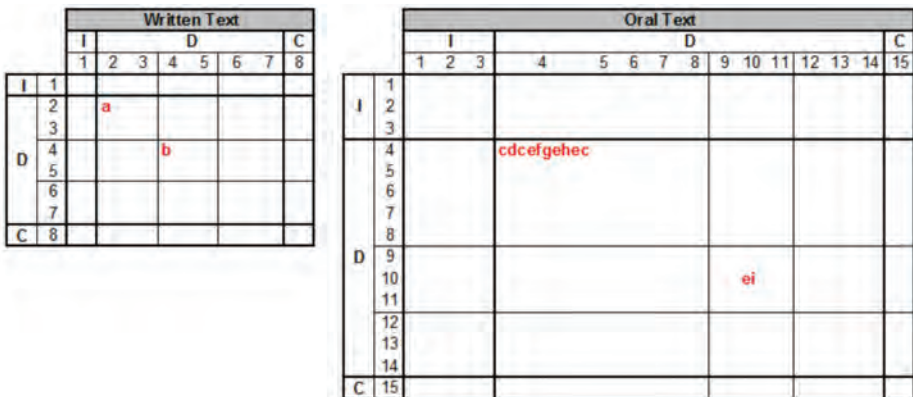 Written Text
I D C
1 2 3 4 5 6 7 8
I 1
2 a
3
D
4 b
5
6
7
C 8
Oral Text
I D C
1 2 3 4 5 6 7 8 9 10 11 12 13 14 15
1
I 2
3
4 cdcefgehec
5
6
7
8
D 9
10 ei
11
12
13
14
C 15